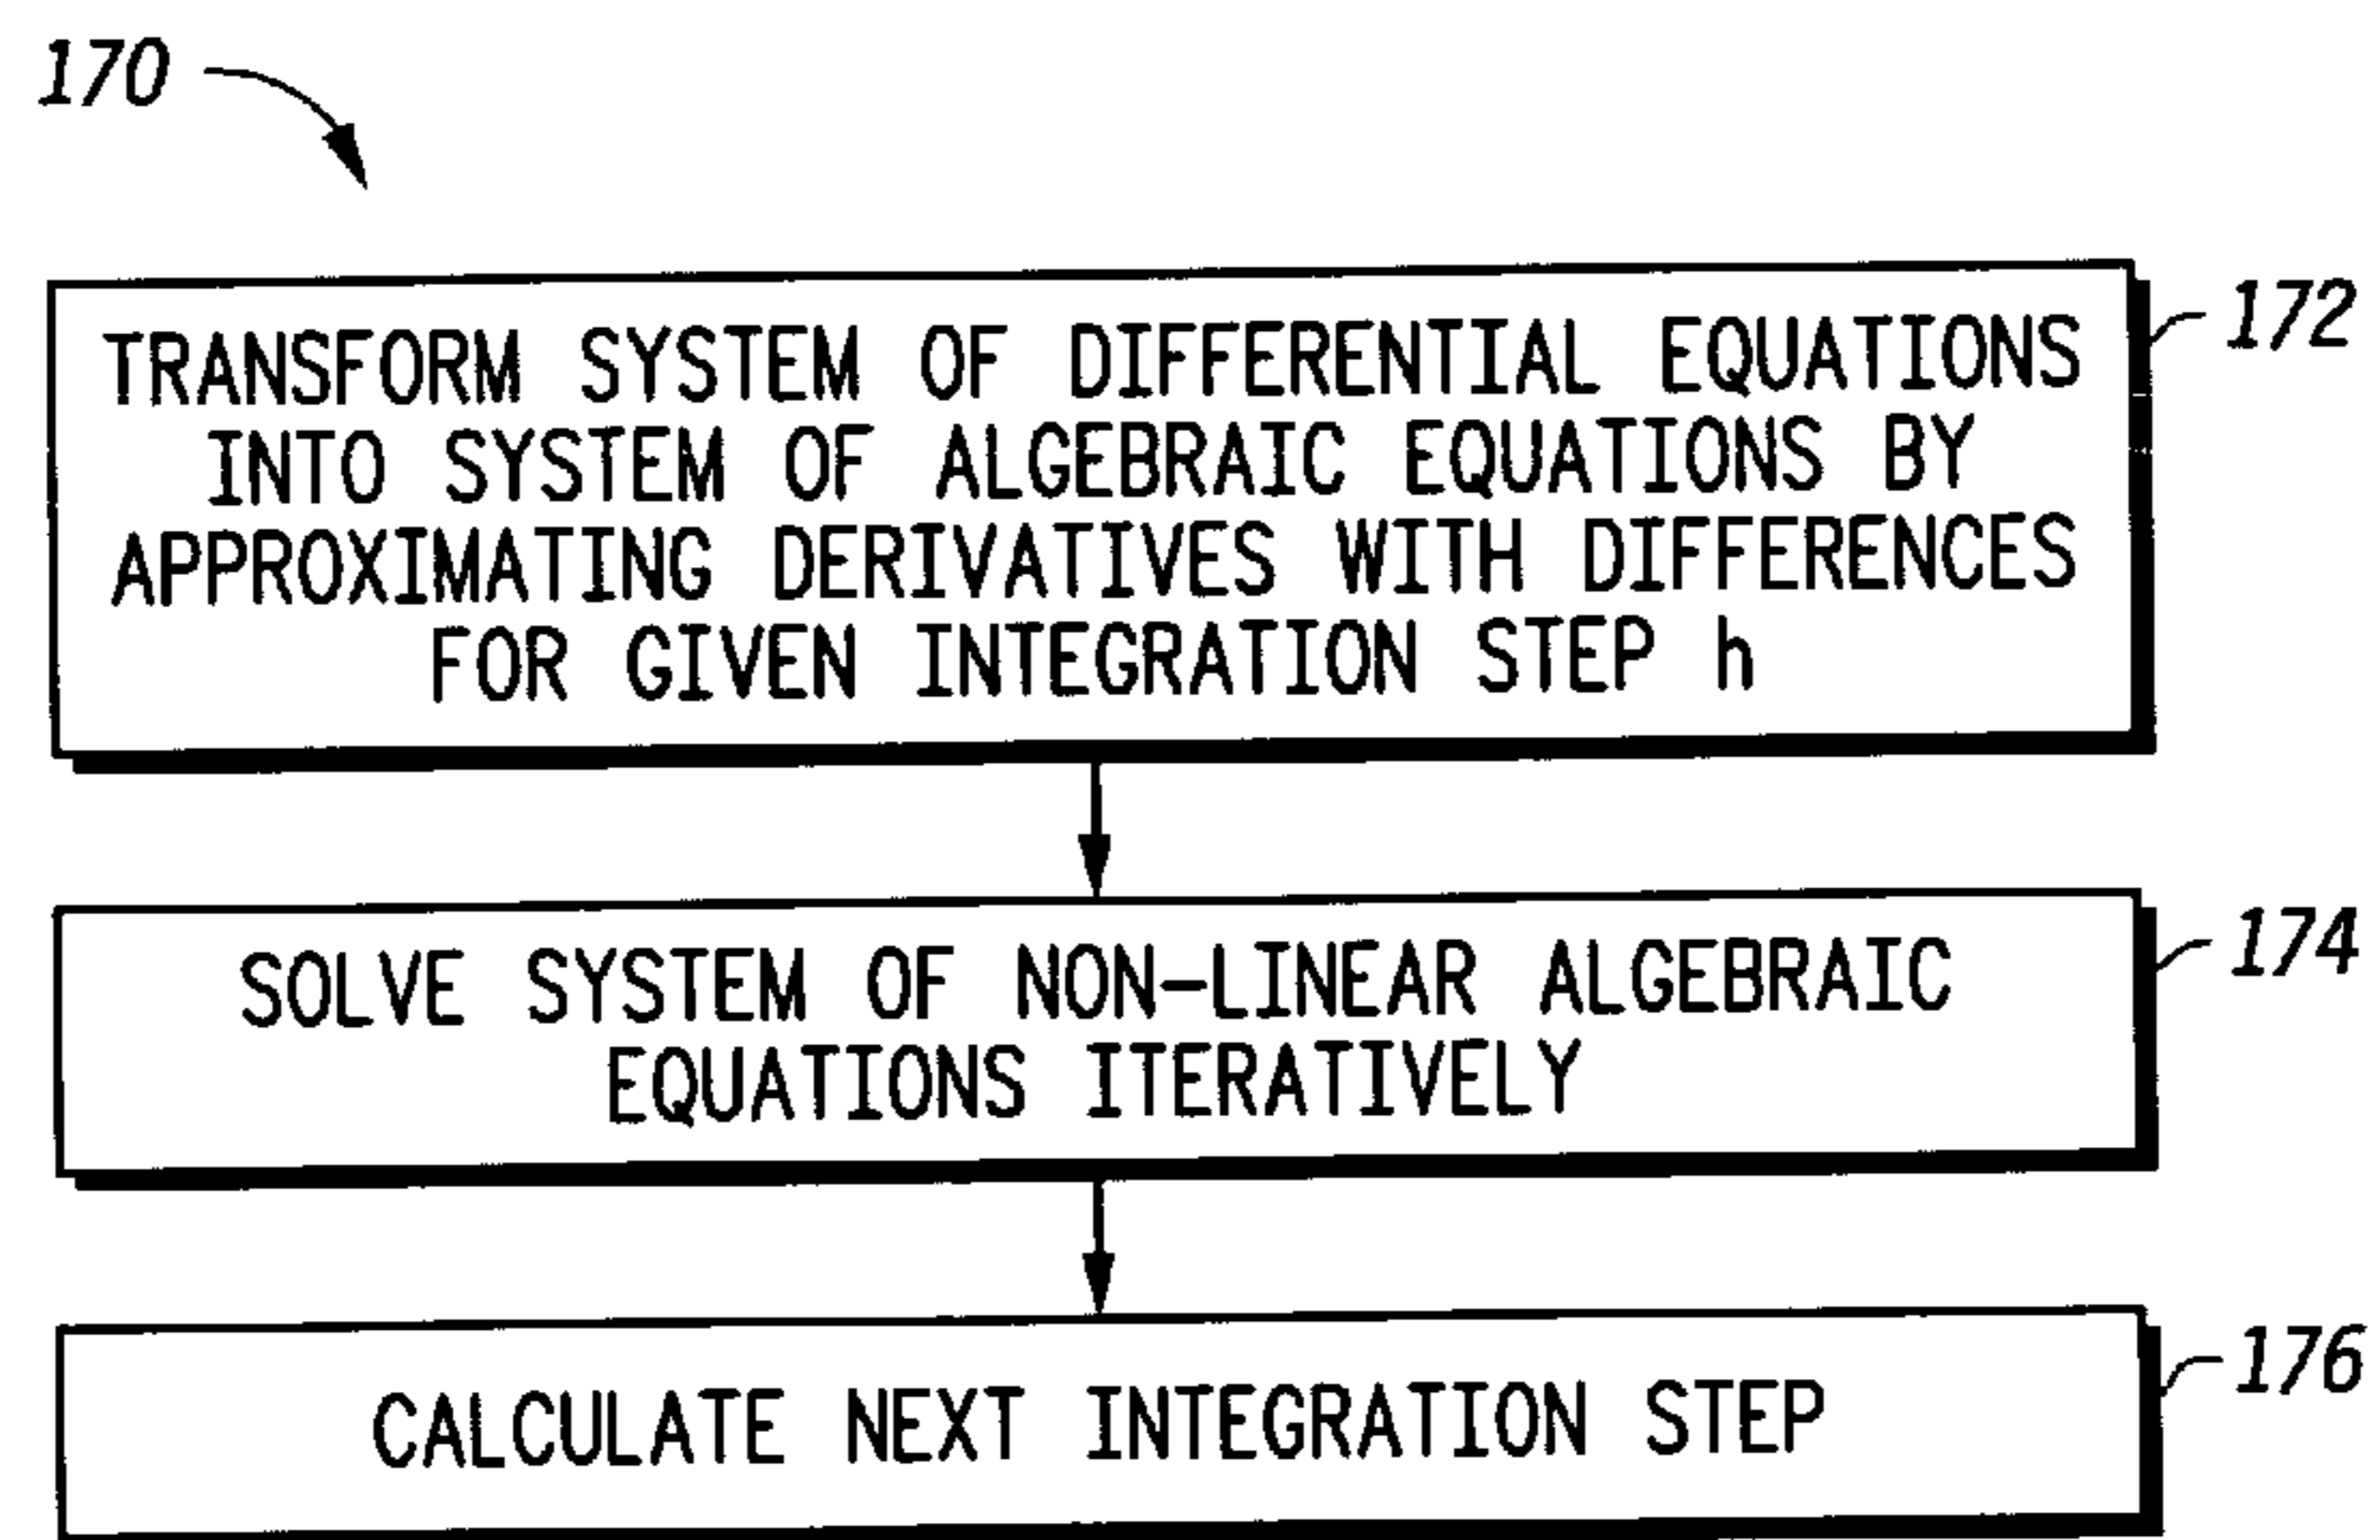 170
172
TRANSFORM SYSTEM OF DIFFERENTIAL EQUATIONS
INTO SYSTEM OF ALGEBRAIC EQUATIONS BY
APPROXIMATING DERIVATIVES WITH DIFFERENCES
FOR GIVEN INTEGRATION STEP h
174
SOLVE SYSTEM OF NON-LINEAR ALGEBRAIC
EQUATIONS ITERATIVELY
176
CALCULATE NEXT INTEGRATION STEP